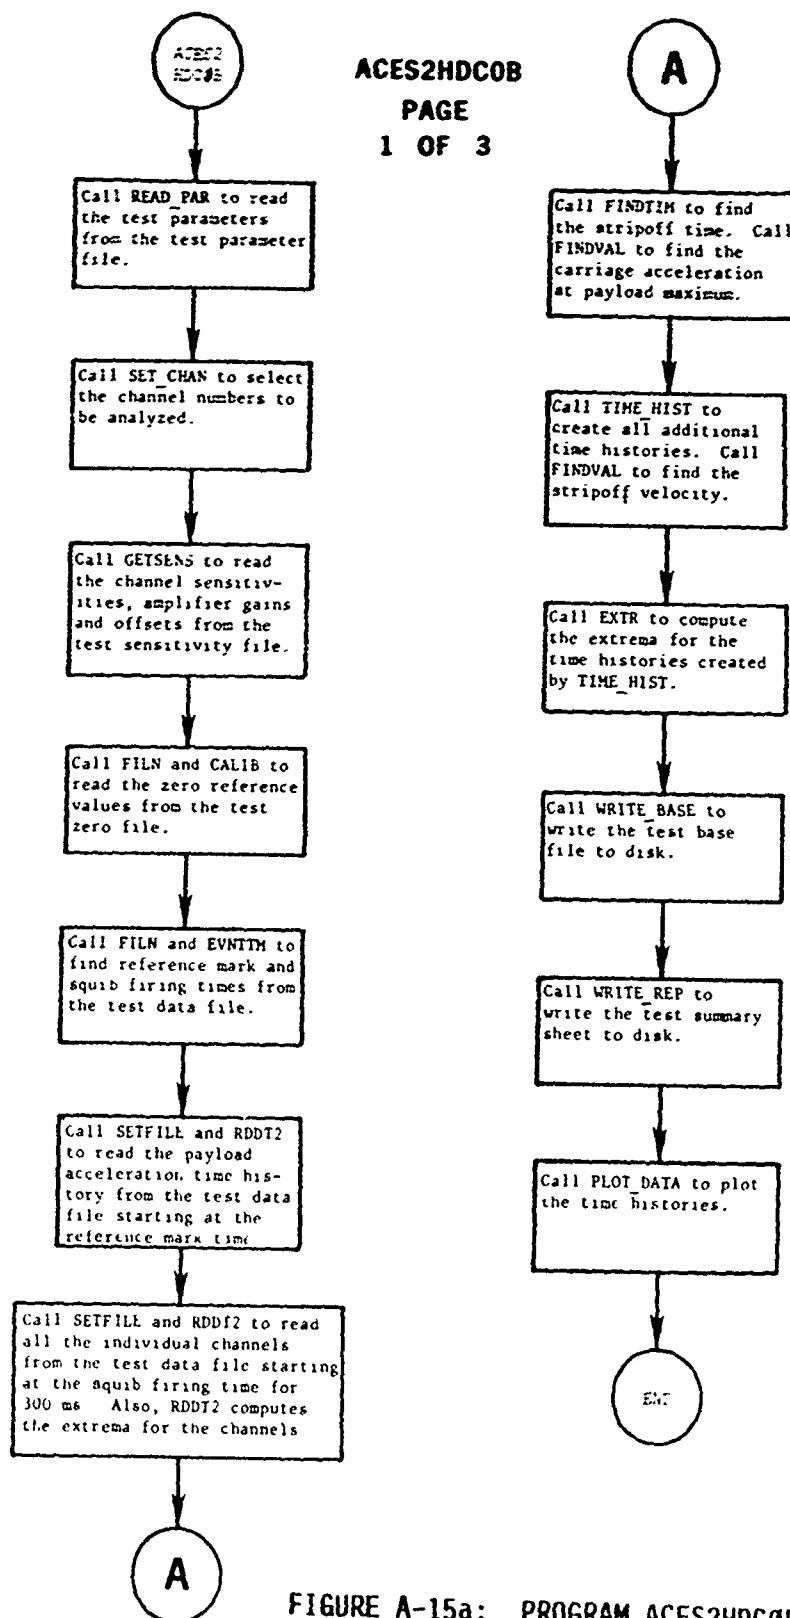 ACES2
HDCØB
ACES2HDC0B
PAGE
1 OF 3
Call READ_PAR to read
the test parameters
from the test parameter
file.
Call SET_CHAN to select
the channel numbers to
be analyzed.
Call GETSENS to read
the channel sensitiv-
ities, amplifier gains
and offsets from the
test sensitivity file.
Call FILN and CALIB to
read the zero reference
values from the test
zero file.
Call FILN and EVNTTM to
find reference mark and
squib firing times from
the test data file.
Call SETFILE and RDDT2
to read the payload
acceleration time his-
tory from the test data
file starting at the
reference mark time
Call SETFILE and RDDT2 to read
all the individual channels
from the test data file starting
at the squib firing time for
300 ms Also, RDDT2 computes
the extrema for the channels
A
A
Call FINDTIM to find
the stripoff time. Call
FINDVAL to find the
carriage acceleration
at payload maximum.
Call TIME_HIST to
create all additional
time histories. Call
FINDVAL to find the
stripoff velocity.
Call EXTR to compute
the extrema for the
time histories created
by TIME_HIST.
Call WRITE_BASE to
write the test base
file to disk.
Call WRITE_REP to
write the test summary
sheet to disk.
Call PLOT_DATA to plot
the time histories.
END
FIGURE A-15a: PROGRAM ACES2HDCØB